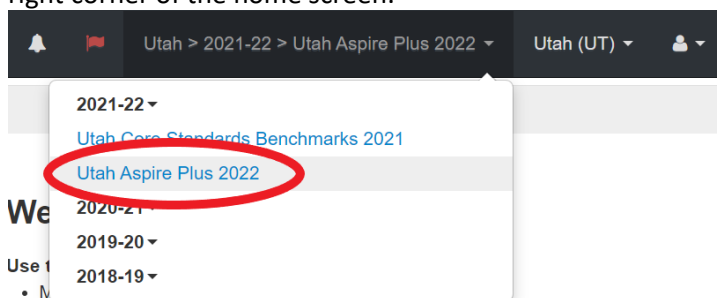 right corner of the home screen.
Utah > 2021-22 > Utah Aspire Plus 2022 Utah (UT)
2021-22
Utah Core Standards Benchmarks 2021
Utah Aspire Plus 2022
We
2020-21
2019-20
Use t
2018-19
• M